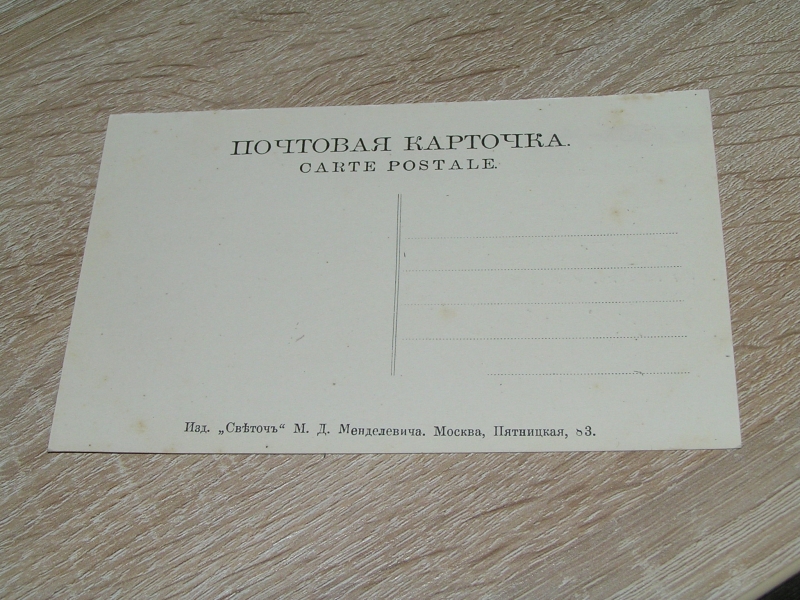 ПОЧТОВАЯ КАРТОЧКА.
CARTE POSTALE.
Изд. „Свѣточъ“ М. Д. Менделевича. Москва, Пятницкая, 83.